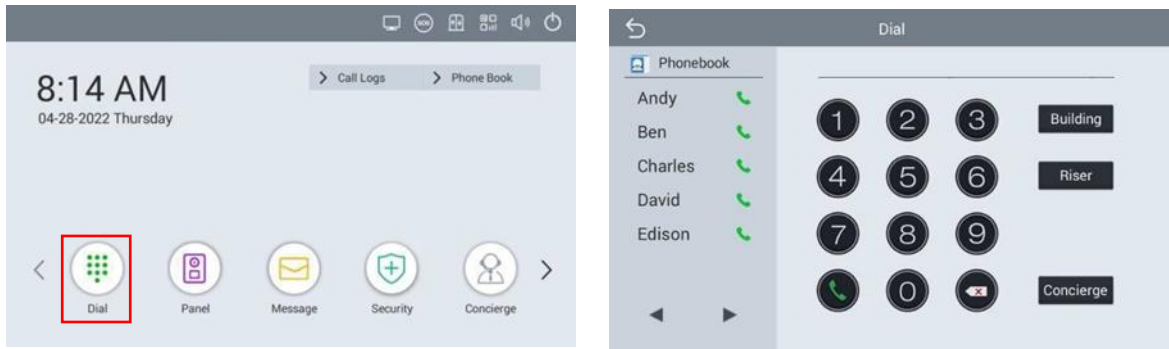 SOS
8:14 AM
04-28-2022 Thursday
> Call Logs > Phone Book
Dial Panel Message Security Concierge
Dial
Phonebook
Andy
Ben
Charles
David
Edison
1 2 3 Building
4 5 6 Riser
7 8 9
0 Concierge